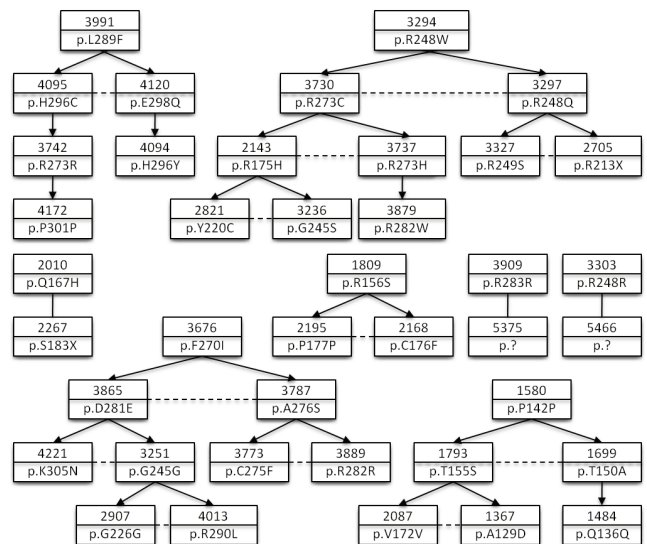 3991
p.L289F
3294
p.R248W
4095
p.H296C
4120
p.E298Q
3730
p.R273C
3297
p.R248Q
3742
p.R273R
4094
p.H296Y
2143
p.R175H
3737
p.R273H
3327
p.R249S
2705
p.R213X
4172
p.P301P
2821
p.Y220C
3236
p.G245S
3879
p.R282W
2010
p.Q167H
1809
p.R156S
3909
p.R283R
3303
p.R248R
2267
p.S183X
3676
p.F270I
2195
p.P177P
2168
p.C176F
5375
p.?
5466
p.?
3865
p.D281E
3787
p.A276S
1580
p.P142P
4221
p.K305N
3251
p.G245G
3773
p.C275F
3889
p.R282R
1793
p.T155S
1699
p.T150A
2907
p.G226G
4013
p.R290L
2087
p.V172V
1367
p.A129D
1484
p.Q136Q